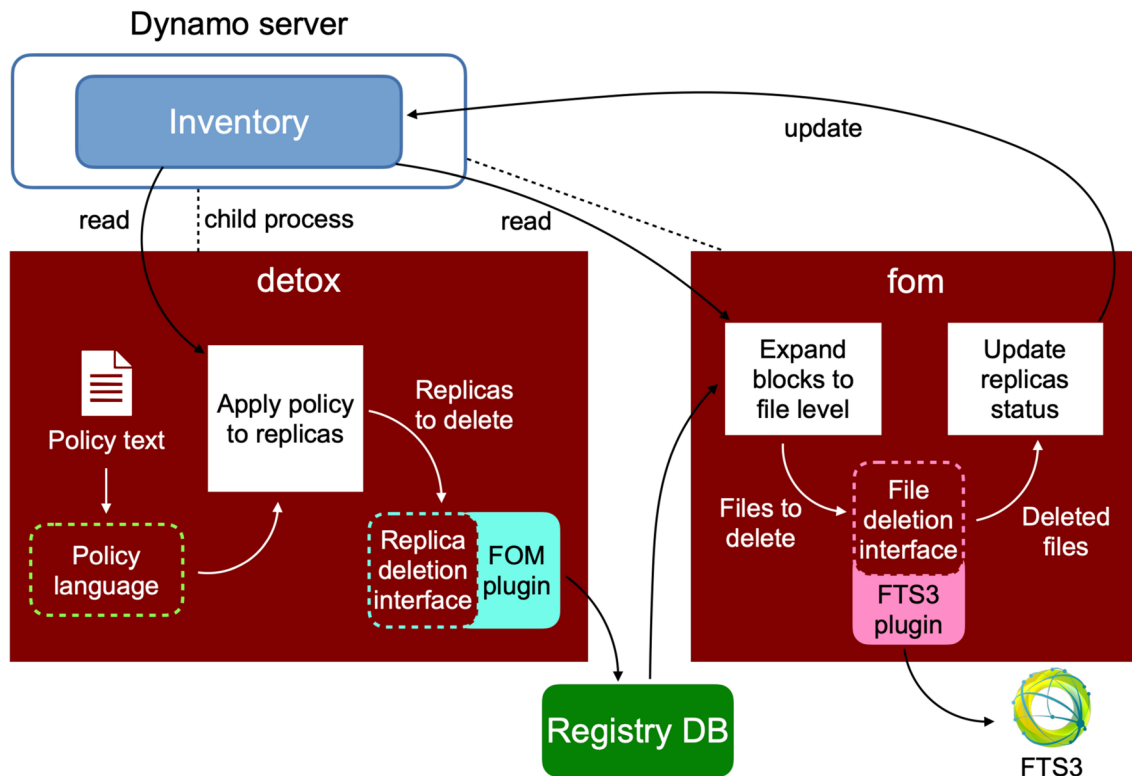 Dynamo server
Inventory
update
read
child process
read
detox
fom
Policy text
Apply policy
to replicas
Replicas
to delete
Policy
language
Replica
deletion
interface
FOM
plugin
Expand
blocks to
file level
Update
replicas
status
Files to
delete
File
deletion
interface
Deleted
files
FTS3
plugin
Registry DB
FTS3